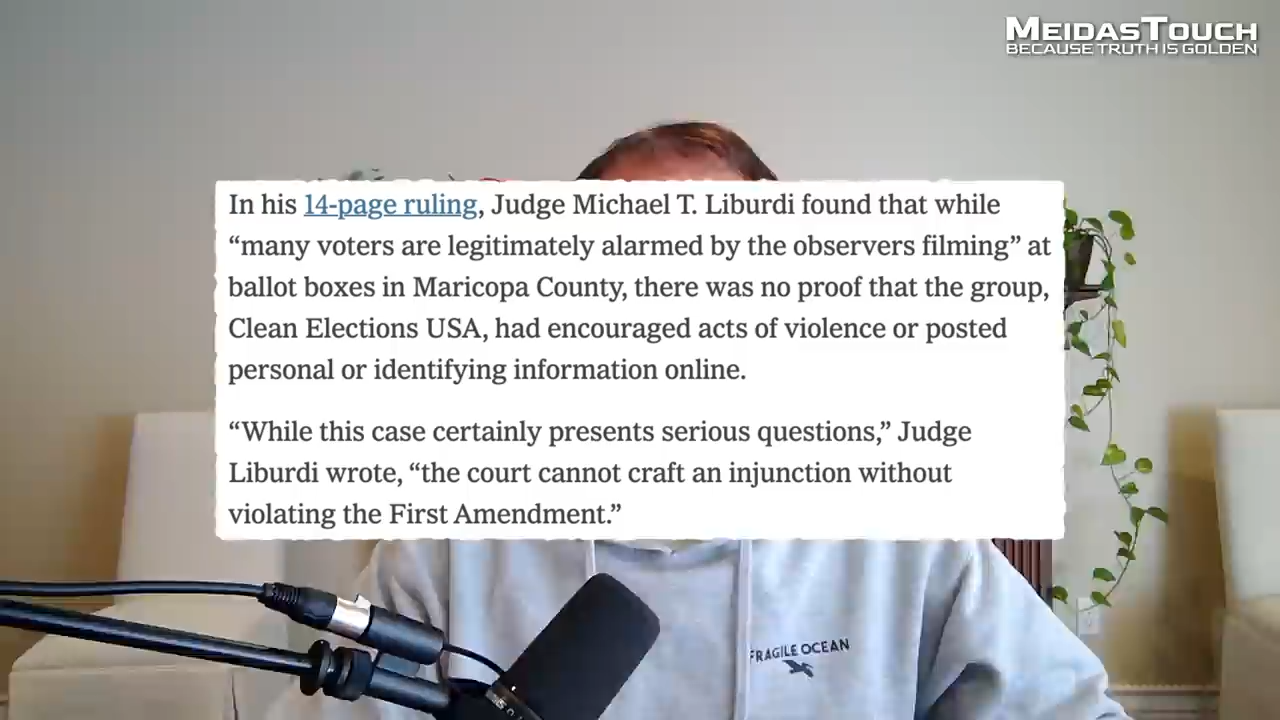 MEIDASTOUCH
BECAUSE TRUTH IS GOLDEN
In his 14-page ruling, Judge Michael T. Liburdi found that while
“many voters are legitimately alarmed by the observers filming” at
ballot boxes in Maricopa County, there was no proof that the group,
Clean Elections USA, had encouraged acts of violence or posted
personal or identifying information online.
“While this case certainly presents serious questions,” Judge
Liburdi wrote, “the court cannot craft an injunction without
violating the First Amendment.”
FRAGILE OCEAN